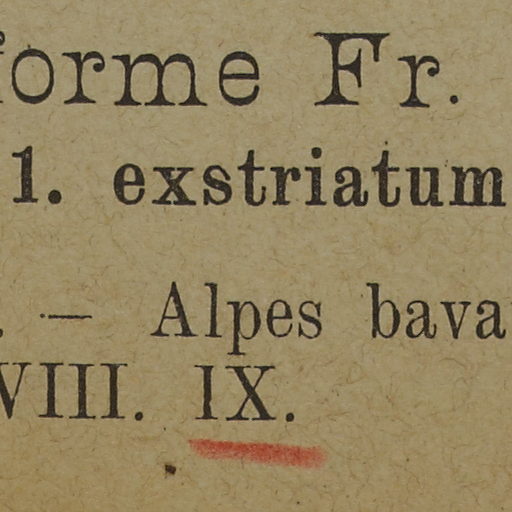 forme Fr.
1. exstriatum
. — Alpes bava
VIII. IX.